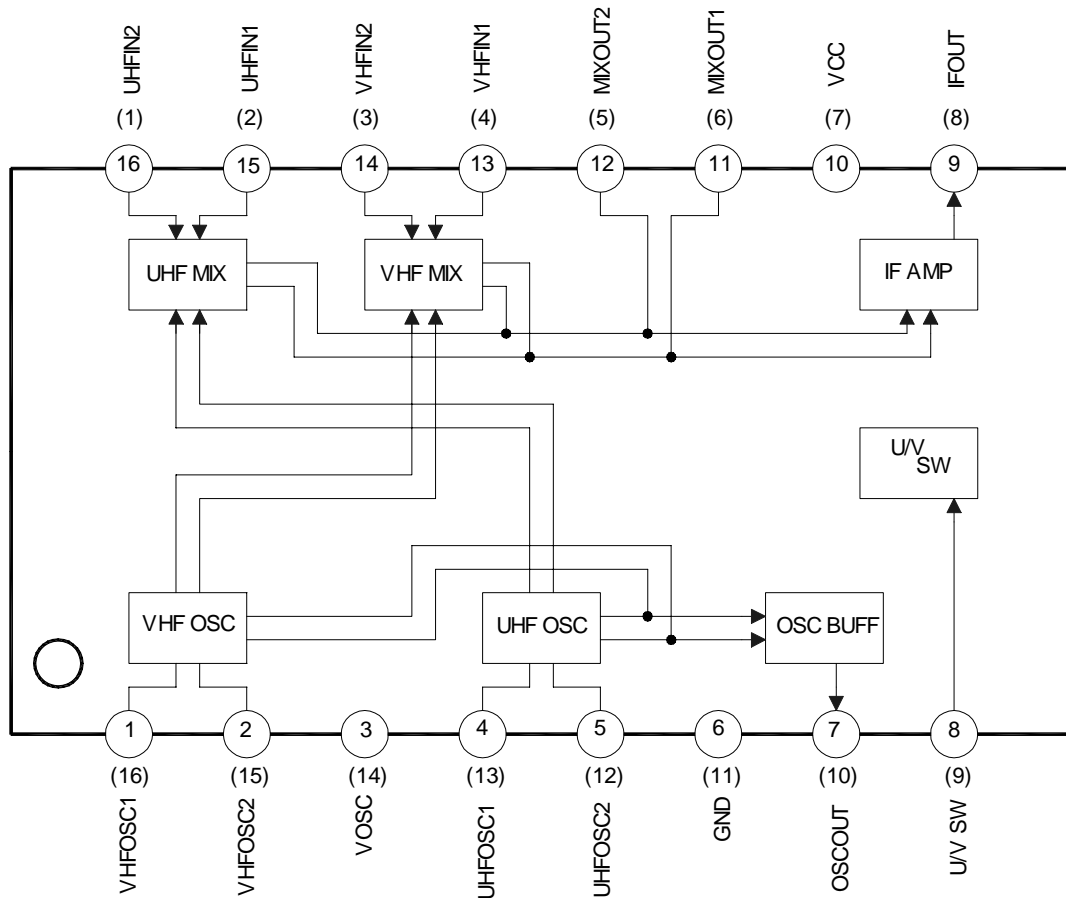 UHFIN2 UHFIN1 VHFIN2 VHFIN1 MIXOUT2 MIXOUT1 VCC IFOUT
(1) (2) (3) (4) (5) (6) (7) (8)
16 15 14 13 12 11 10 9
UHF MIX VHF MIX IF AMP
U/V
SW
VHF OSC UHF OSC OSC BUFF
1 2 3 4 5 6 7 8
(16) (15) (14) (13) (12) (11) (10) (9)
VHFOSC1 VHFOSC2 VOSC UHFOSC1 UHFOSC2 GND OSCOUT U/V SW